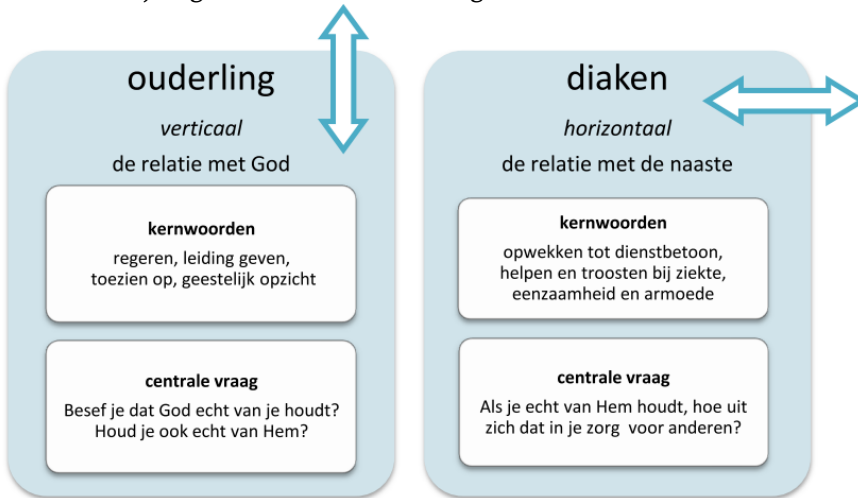 ouderling
verticaal
de relatie met God
kernwoorden
regeren, leiding geven,
toezien op, geestelijk opzicht
centrale vraag
Besef je dat God echt van je houdt?
Houd je ook echt van Hem?
diaken
horizontaal
de relatie met de naaste
kernwoorden
opwekken tot dienstbetoon,
helpen en troosten bij ziekte,
eenzaamheid en armoede
centrale vraag
Als je echt van Hem houdt, hoe uit
zich dat in je zorg voor anderen?